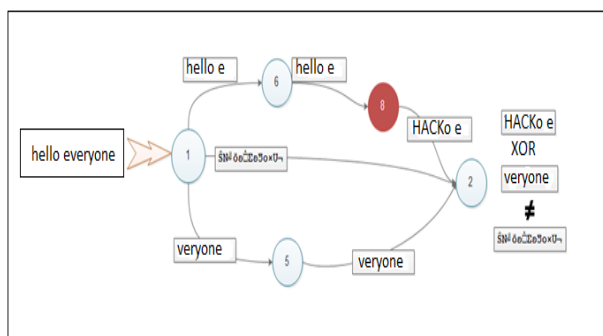 hello e
hello e
6
8
HACKo e
HACKo e
hello everyone
1
XOR
2
veryone
≠
veryone
5
veryone